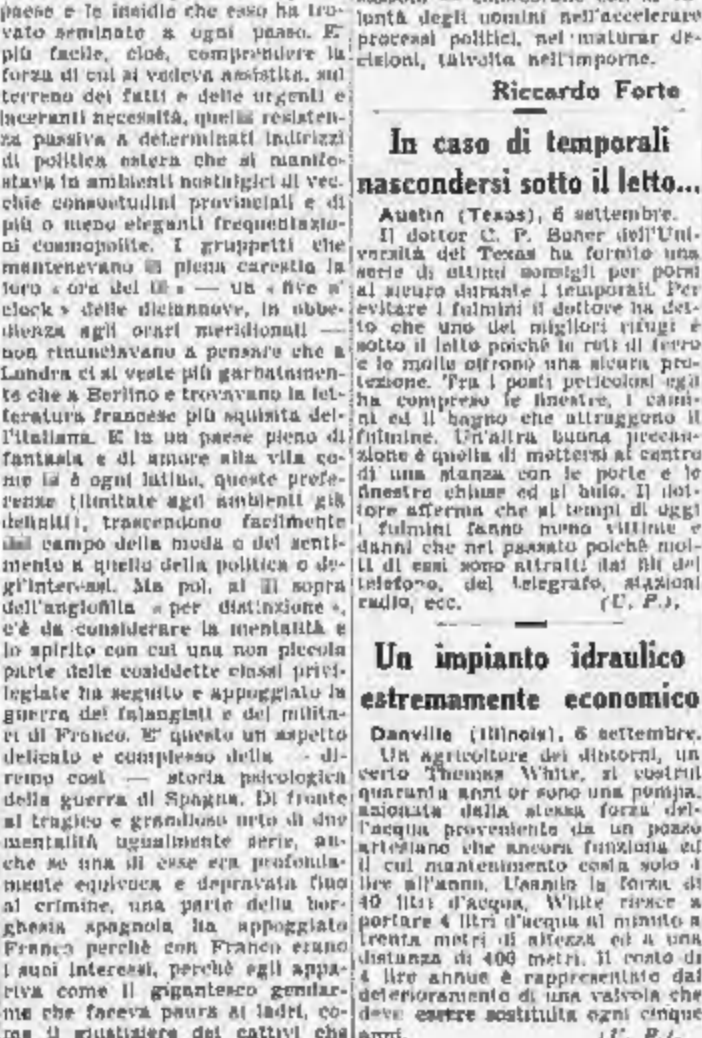 paese e le insidie che esso ha tro-
vato seminate a ogni passo. E'
più facile, cioè, comprendere la
forza di cui si vedeva assistita, sul
terreno dei fatti e delle urgenti e
laceranti necessità, quella resisten-
za passiva a determinati indirizzi
di politica estera che si manife-
stava in ambienti nostalgici di vec-
chie consuetudini provinciali e di
più o meno eleganti frequentazio-
ni cosmopolite. I gruppetti che
mantenevano in piena carestia la
loro « ora del tè » — un « five o'
clock » delle diciannove, in obbe-
dienza agli orari meridionali —
non rinunciavano a pensare che a
Londra ci si veste più garbatamen-
te che a Berlino e trovavano la let-
teratura francese più squisita del-
l'italiana. E in un paese pieno di
fantasia e di amore alla vita co-
me là è ogni latino, queste prefe-
renze (limitate agli ambienti già
definiti), trascendono facilmente
dal campo della moda o del senti-
mento a quello della politica o de-
gl'interessi. Ma poi, al di sopra
dell'anglofilia « per distinzione »,
c'è da considerare la mentalità e
lo spirito con cui una non piccola
parte delle cosiddette classi privi-
legiate ha seguito e appoggiato la
guerra dei falangisti e dei milita-
ri di Franco. E' questo un aspetto
delicato e complesso della — di-
remo così — storia psicologica
della guerra di Spagna. Di fronte
al tragico e grandioso urto di due
mentalità ugualmente serie, an-
che se una di esse era profonda-
mente equivoca e depravata fino
al crimine, una parte della bor-
ghesia spagnola ha appoggiato
Franco perchè con Franco erano
i suoi interessi, perchè egli appa-
riva come il gigantesco gendar-
me che faceva paura ai ladri, co-
me il giustiziere dei cattivi che
lontà degli uomini nell'accelerare
processi politici, nel maturar de-
cisioni, talvolta nell'imporne.
Riccardo Forte
In caso di temporali
nascondersi sotto il letto...
Austin (Texas), 6 settembre.
Il dottor C. P. Boner dell'Uni-
versità del Texas ha fornito una
serie di ottimi consigli per porsi
al sicuro durante i temporali. Per
evitare i fulmini il dottore ha det-
to che uno dei migliori rifugi è
sotto il letto poichè le reti di ferro
e le molle offrono una sicura pro-
tezione. Tra i posti pericolosi egli
ha compreso le finestre, i cami-
ni ed il bagno che attraggono il
fulmine. Un'altra buona precau-
zione è quella di mettersi al centro
di una stanza con le porte e le
finestre chiuse ed al buio. Il dot-
tore afferma che ai tempi di oggi
i fulmini fanno meno vittime e
danni che nel passato poichè mol-
ti di essi sono attratti dai fili del
telefono, del telegrafo, stazioni
radio, ecc. (U. P.).
Un impianto idraulico
estremamente economico
Danville (Illinois), 6 settembre.
Un agricoltore dei dintorni, un
certo Thomas White, si costruì
quaranta anni or sono una pompa,
azionata dalla stessa forza del-
l'acqua proveniente da un pozzo
artesiano che ancora funziona ed
il cui mantenimento costa solo 4
lire all'anno. Usando la forza di
40 litri d'acqua, White riesce a
portare 4 litri d'acqua al minuto a
trenta metri di altezza ed a una
distanza di 400 metri. Il costo di
4 lire annue è rappresentato dal
deterioramento di una valvola che
deve essere sostituita ogni cinque
anni. (U. P.).